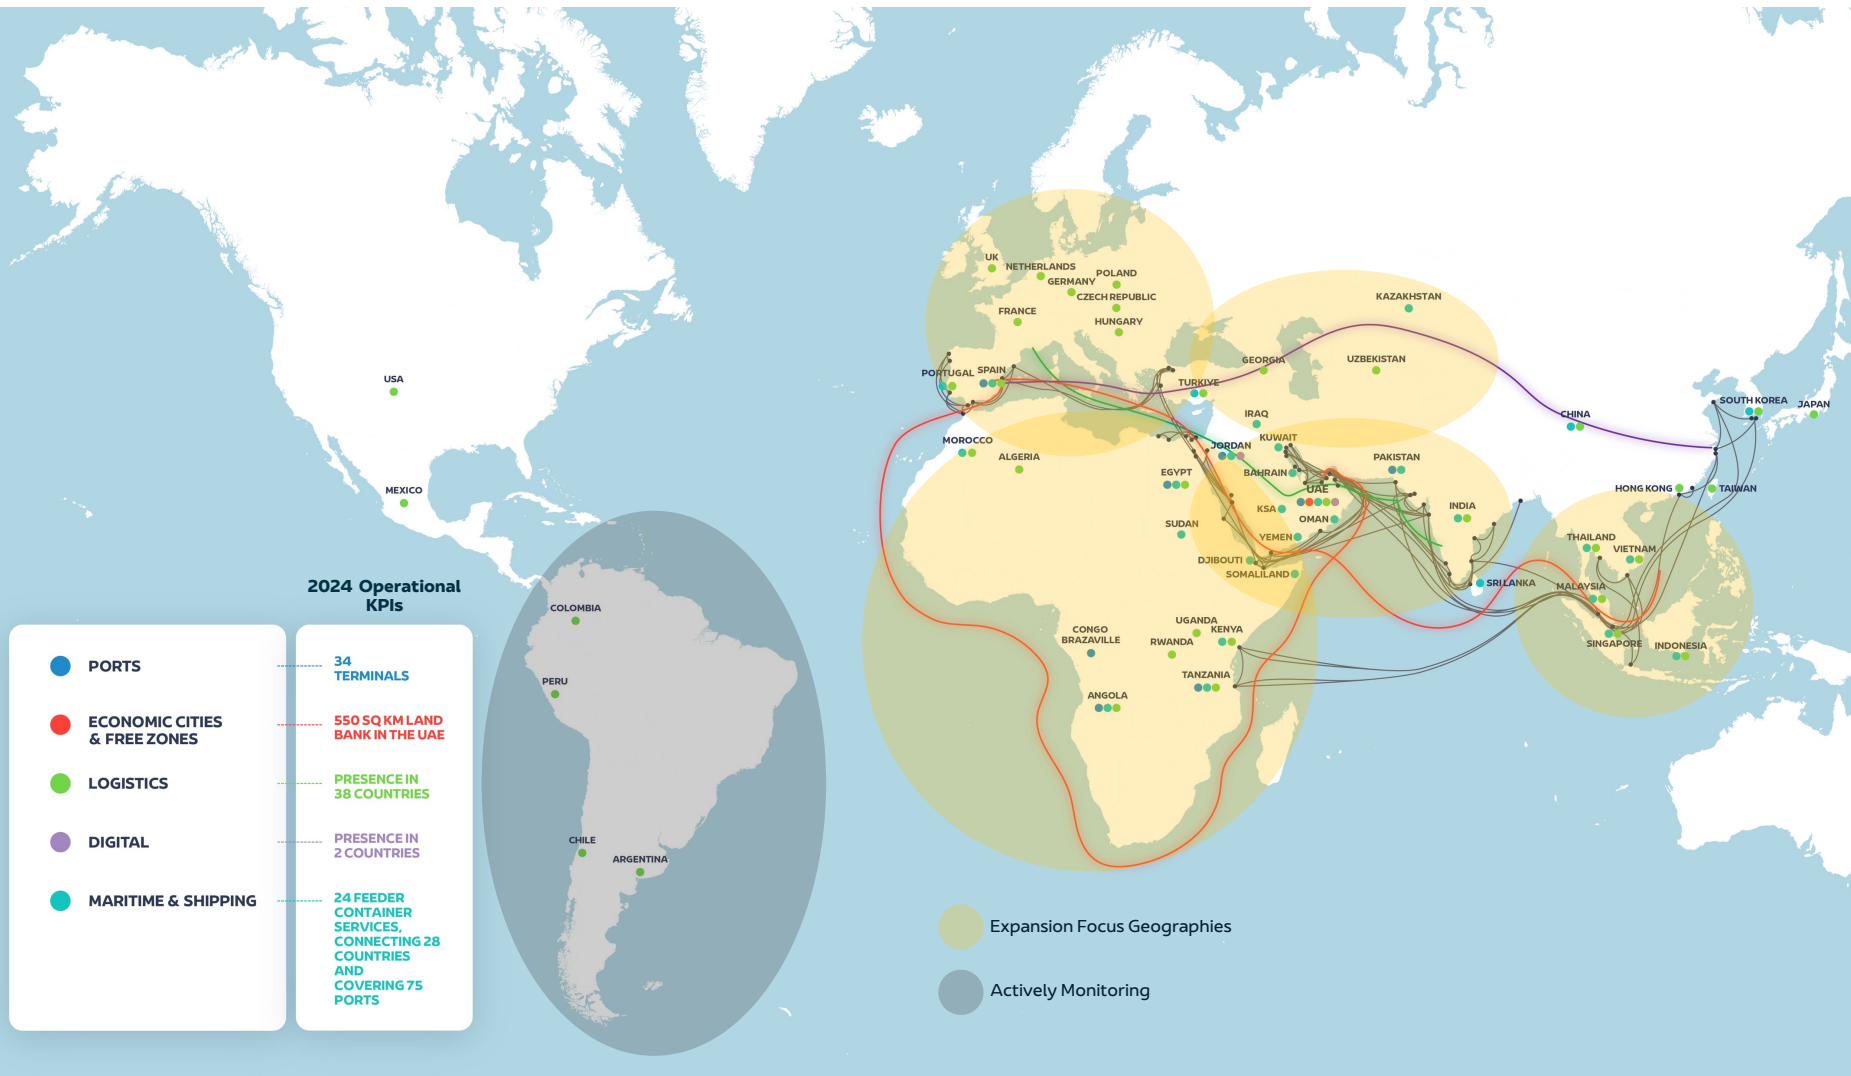 UK
NETHERLANDS
POLAND
GERMANY
CZECH REPUBLIC
KAZAKHSTAN
FRANCE
HUNGARY
GEORGIA
UZBEKISTAN
PORTUGAL
SPAIN
TURKIYE
USA
SOUTH KOREA
JAPAN
IRAQ
CHINA
MOROCCO
JORDAN
KUWAIT
ALGERIA
PAKISTAN
EGYPT
BAHRAIN
MEXICO
UAE
HONG KONG
TAIWAN
KSA
INDIA
OMAN
SUDAN
YEMEN
THAILAND
VIETNAM
DJIBOUTI
SOMALILAND
SRI LANKA
MALAYSIA
COLOMBIA
UGANDA
KENYA
CONGO
BRAZAVILLE
RWANDA
SINGAPORE
INDONESIA
TANZANIA
PERU
ANGOLA
CHILE
ARGENTINA
2024 Operational
KPIs
PORTS
34
TERMINALS
ECONOMIC CITIES
& FREE ZONES
550 SQ KM LAND
BANK IN THE UAE
LOGISTICS
PRESENCE IN
38 COUNTRIES
DIGITAL
PRESENCE IN
2 COUNTRIES
MARITIME & SHIPPING
24 FEEDER
CONTAINER
SERVICES,
CONNECTING 28
COUNTRIES
AND
COVERING 75
PORTS
Expansion Focus Geographies
Actively Monitoring